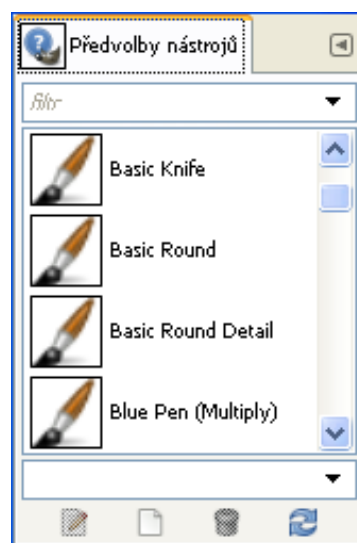 Předvolby nástrojů
filtr
Basic Knife
Basic Round
Basic Round Detail
Blue Pen (Multiply)